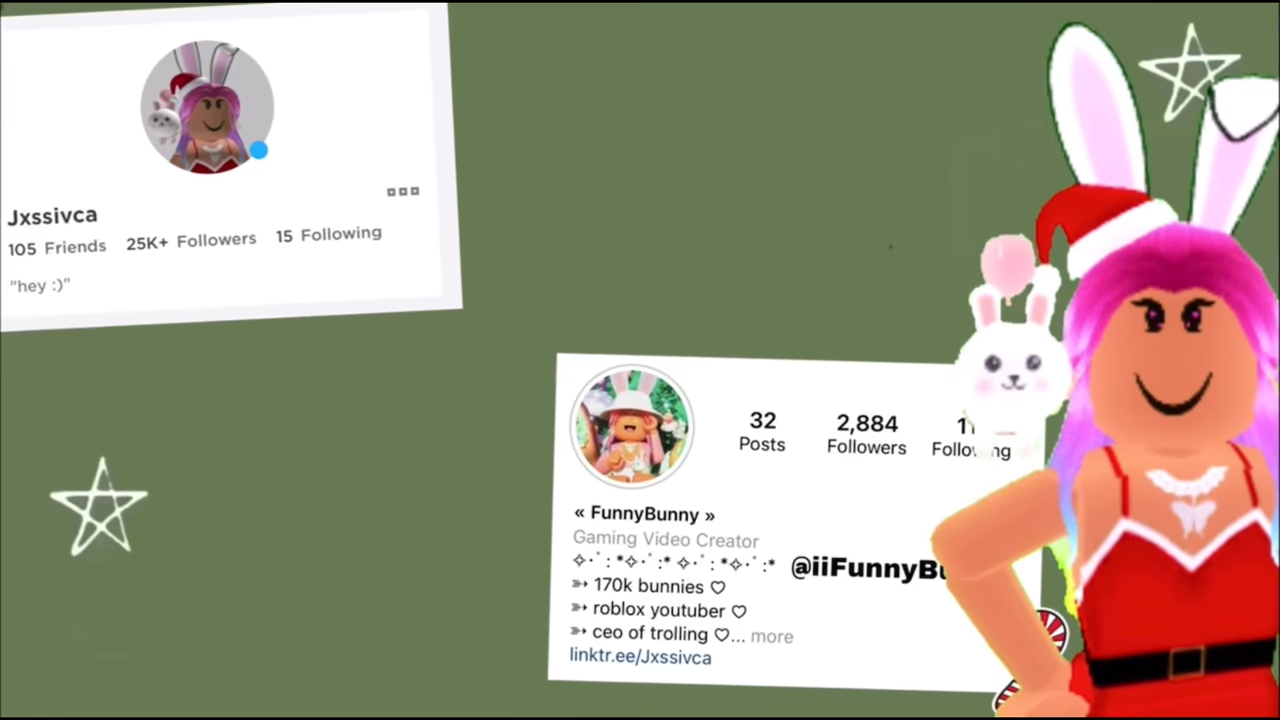 Jxssivca
105 Friends 25K+ Followers 15 Following
"hey :)"
32 2,884
Posts Followers
« FunnyBunny »
Gaming Video Creator
✧･ﾟ: *✧･ﾟ:* ✧･ﾟ: *✧･ﾟ:*
➳ 170k bunnies ♡
➳ roblox youtuber ♡
➳ ceo of trolling ♡... more
linktr.ee/Jxssivca